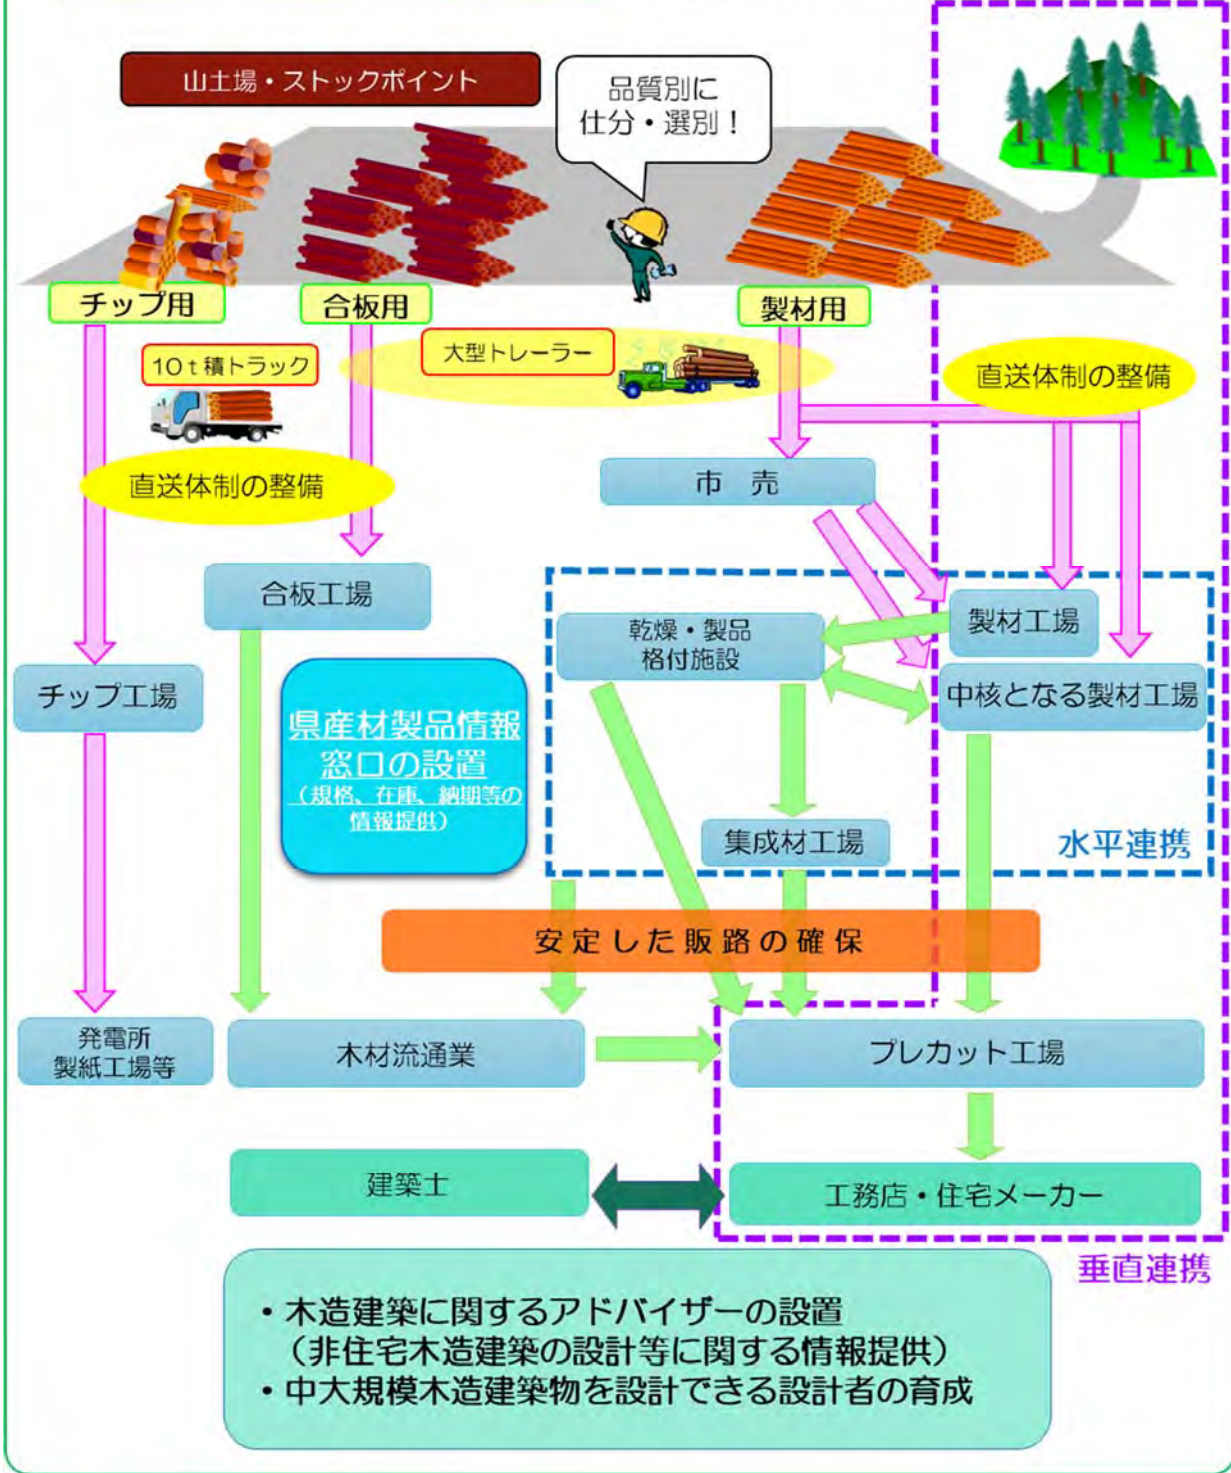 山土場・ストックポイント
品質別に
仕分・選別！
チップ用
合板用
製材用
10ｔ積トラック
大型トレーラー
直送体制の整備
直送体制の整備
市　売
合板工場
乾燥・製品
格付施設
製材工場
チップ工場
中核となる製材工場
県産材製品情報
窓口の設置
（規格、在庫、納期等の
情報提供）
集成材工場
水平連携
安定した販路の確保
発電所
製紙工場等
木材流通業
プレカット工場
建築士
工務店・住宅メーカー
垂直連携
・木造建築に関するアドバイザーの設置
（非住宅木造建築の設計等に関する情報提供）
・中大規模木造建築物を設計できる設計者の育成